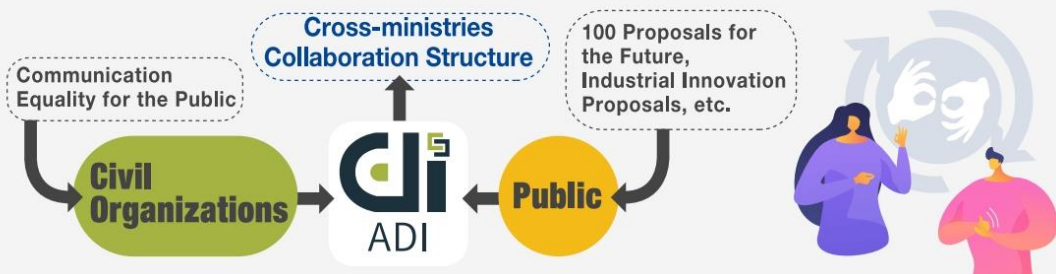 Communication
Equality for the Public
Cross-ministries
Collaboration Structure
100 Proposals for
the Future,
Industrial Innovation
Proposals, etc.
Civil
Organizations
di
ADI
Public